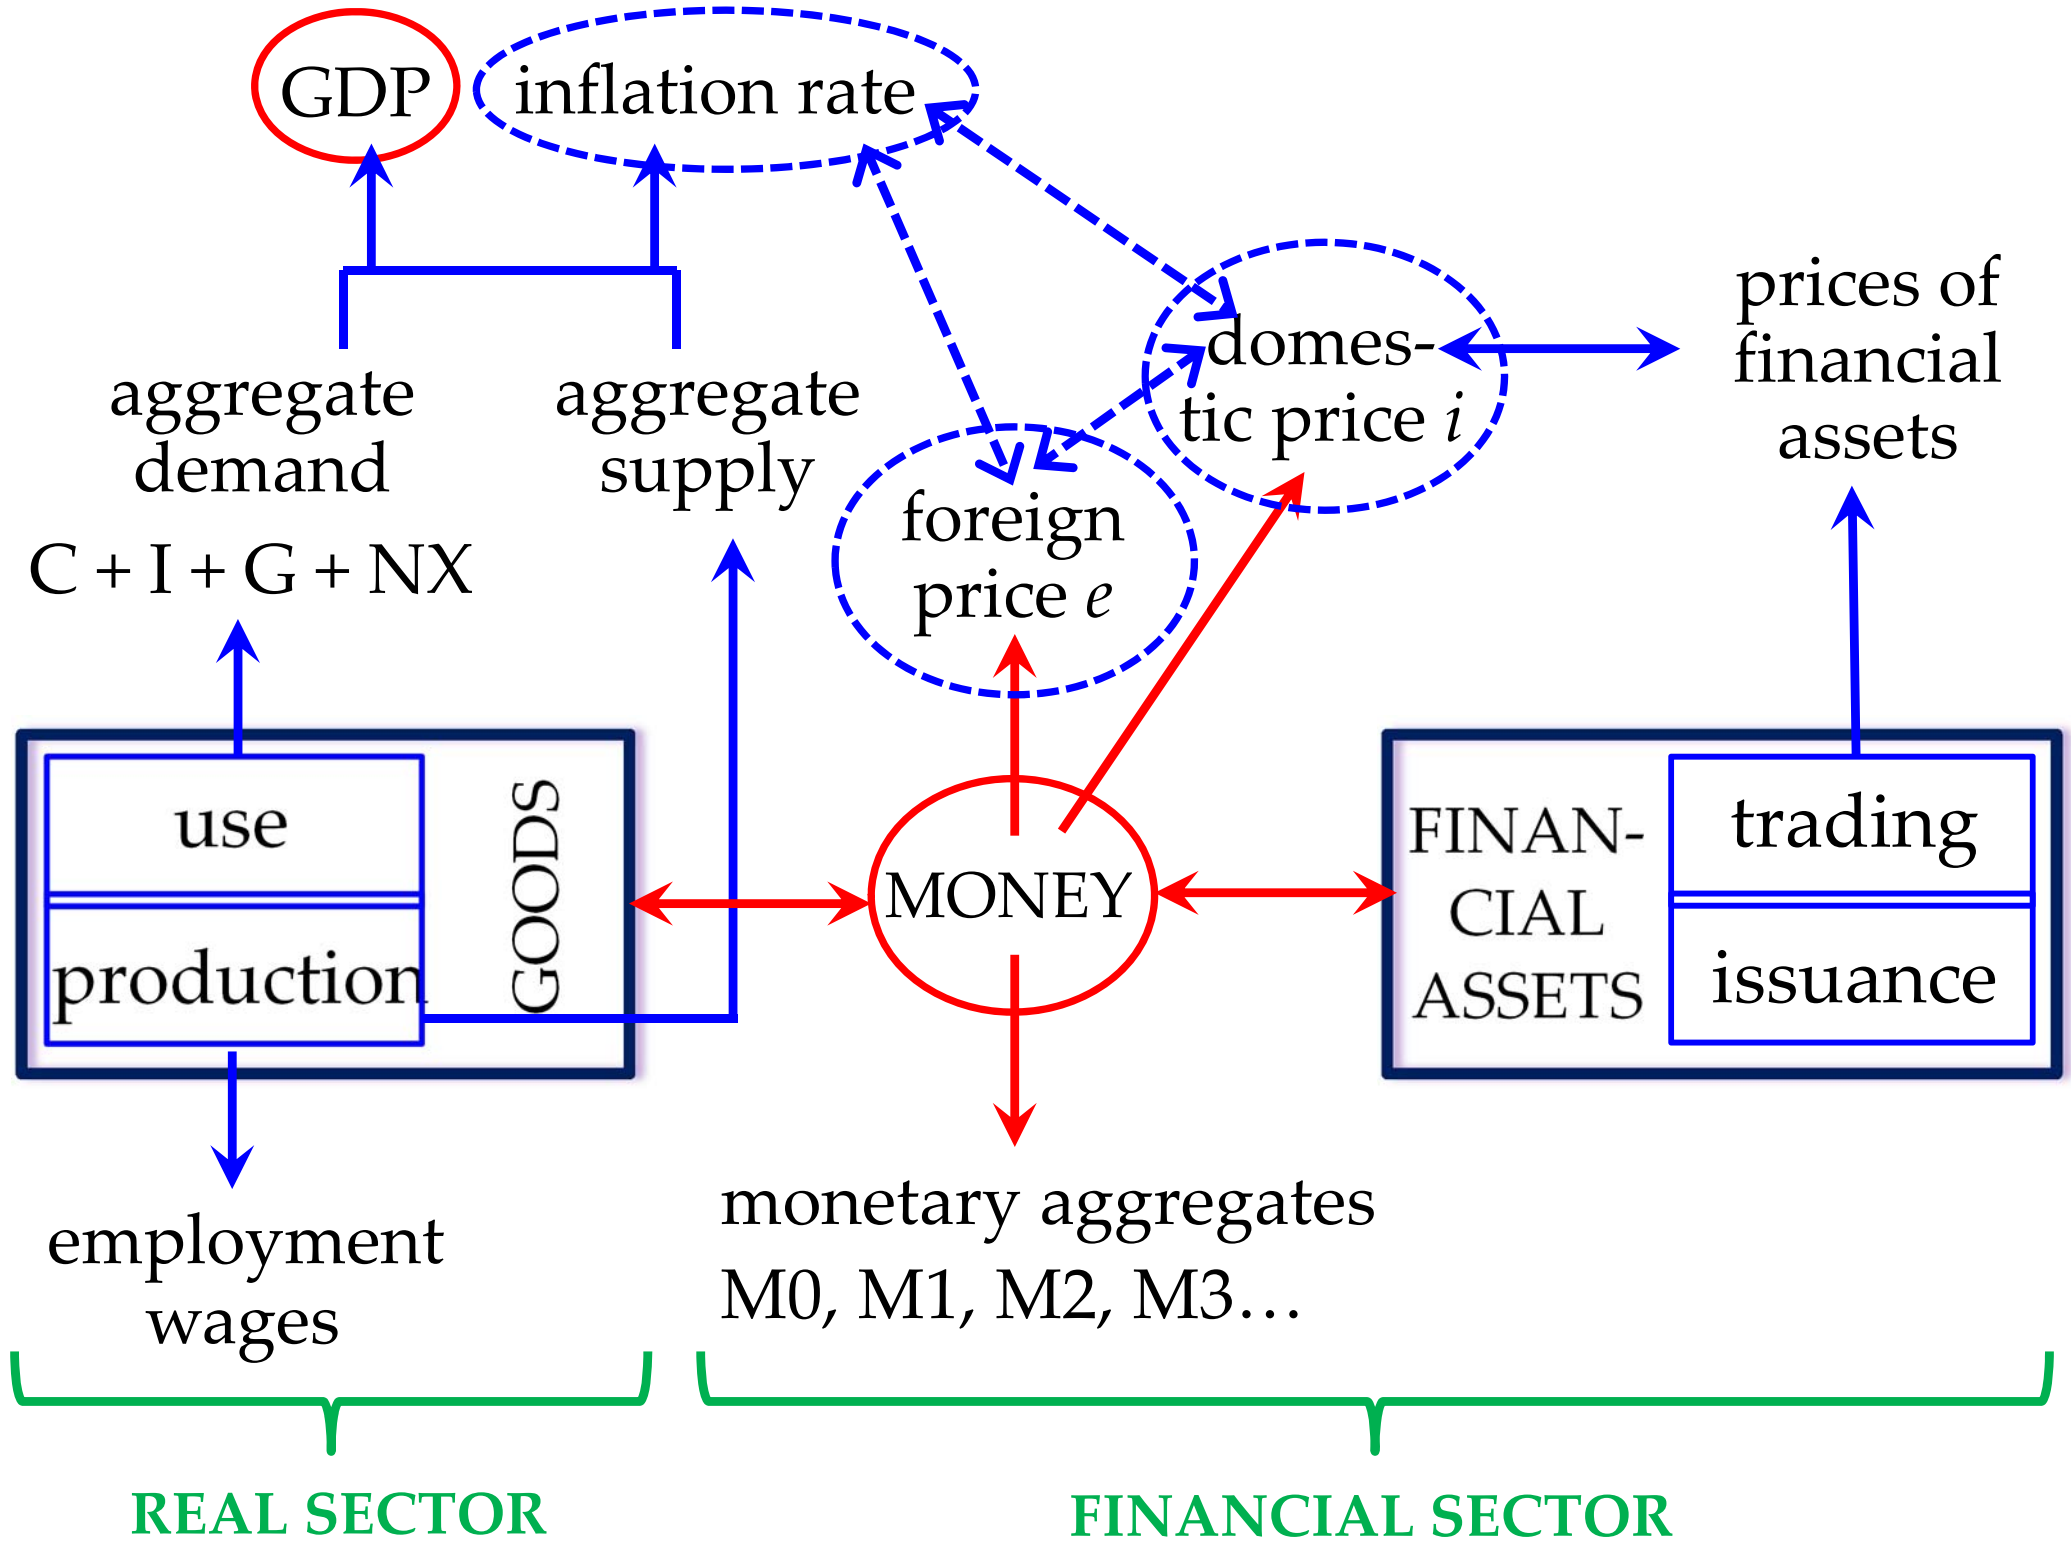 GDP
inflation rate
aggregate
demand
C + I + G + NX
aggregate
supply
foreign
price e
domes-
tic price i
prices of
financial
assets
use
production
GOODS
MONEY
FINAN-
CIAL
ASSETS
trading
issuance
employment
wages
monetary aggregates
M0, M1, M2, M3…
REAL SECTOR
FINANCIAL SECTOR